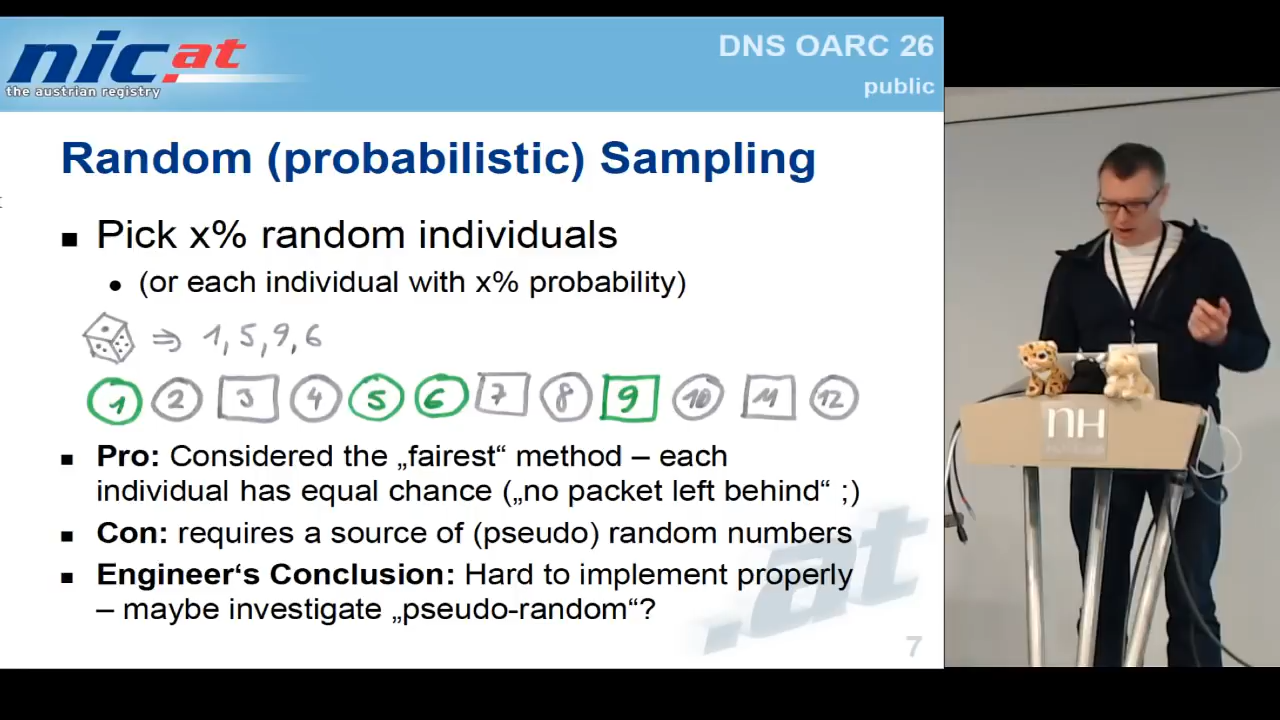 nic.at
the austrian registry
DNS OARC 26
public
Random (probabilistic) Sampling
Pick x% random individuals
(or each individual with x% probability)
⇒ 1, 5, 9, 6
1 2 3 4 5 6 7 8 9 10 11 12
Pro: Considered the „fairest“ method – each
individual has equal chance („no packet left behind“ ;)
Con: requires a source of (pseudo) random numbers
Engineer‘s Conclusion: Hard to implement properly
– maybe investigate „pseudo-random“?
.at
7
nH